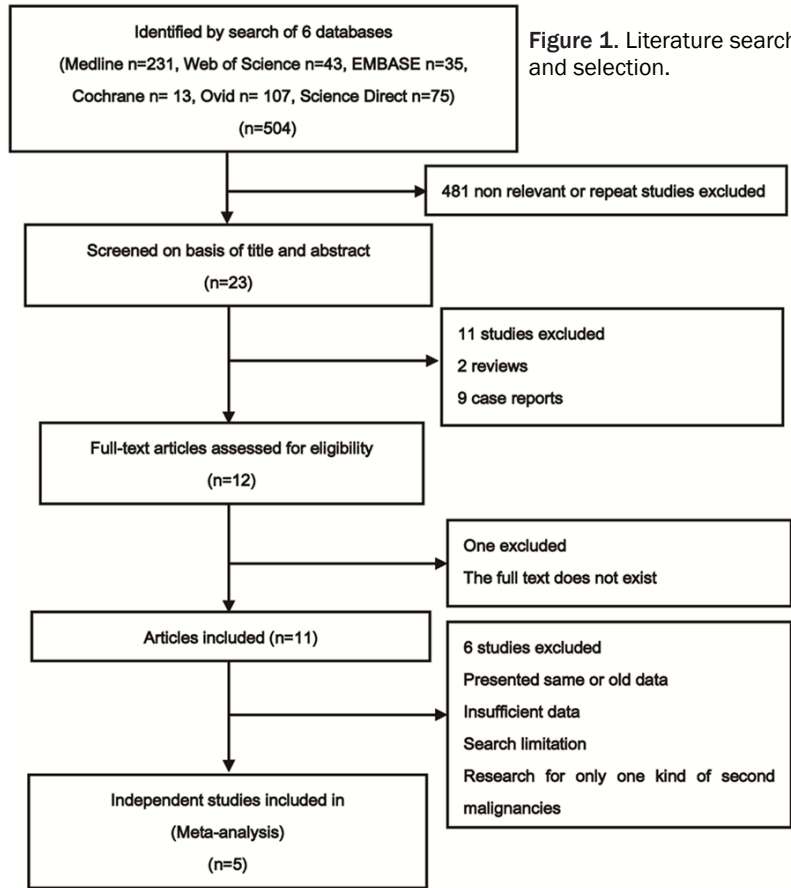 Identified by search of 6 databases
(Medline n=231, Web of Science n=43, EMBASE n=35,
Cochrane n= 13, Ovid n= 107, Science Direct n=75)
(n=504)
Figure 1. Literature search
and selection.
481 non relevant or repeat studies excluded
Screened on basis of title and abstract
(n=23)
11 studies excluded
2 reviews
9 case reports
Full-text articles assessed for eligibility
(n=12)
One excluded
The full text does not exist
Articles included (n=11)
6 studies excluded
Presented same or old data
Insufficient data
Search limitation
Research for only one kind of second
malignancies
Independent studies included in
(Meta-analysis)
(n=5)